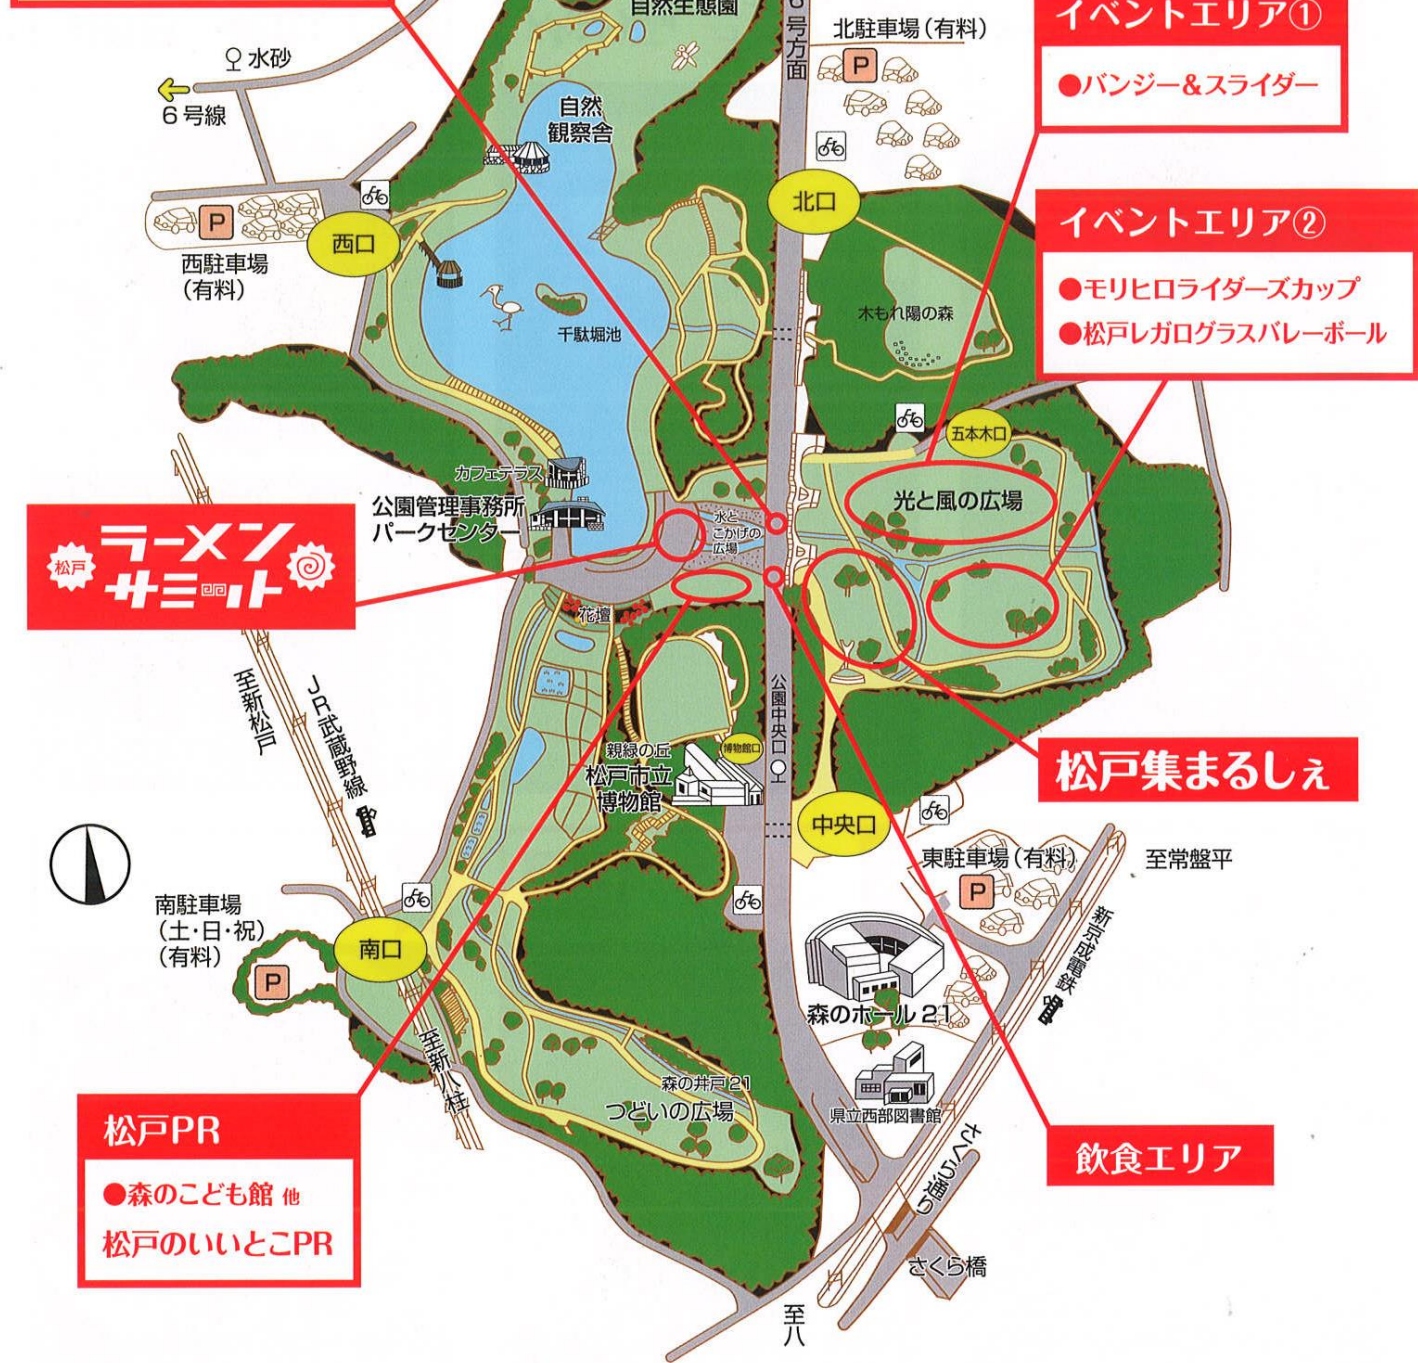 自然生態園
6号方面
北駐車場(有料)
P
イベントエリア①
●バンジー&スライダー
水砂
6号線
自然
観察舎
北口
イベントエリア②
●モリヒロライダーズカップ
●松戸レガログラスバレーボール
P
西口
西駐車場
(有料)
千駄堀池
木もれ陽の森
五本木口
カフェテラス
公園管理事務所
パークセンター
水と
こかげの
広場
光と風の広場
松戸
ラーメン
サミット
花壇
至新松戸
JR武蔵野線
公園中央口
親緑の丘
松戸市立
博物館
博物館口
松戸集まるしぇ
中央口
東駐車場(有料)
P
至常盤平
新京成電鉄
南駐車場
(土・日・祝)
(有料)
P
南口
森のホール21
至新八柱
森の井戸21
つどいの広場
県立西部図書館
さくら通り
松戸PR
●森のこども館 他
松戸のいいとこPR
飲食エリア
さくら橋
至八